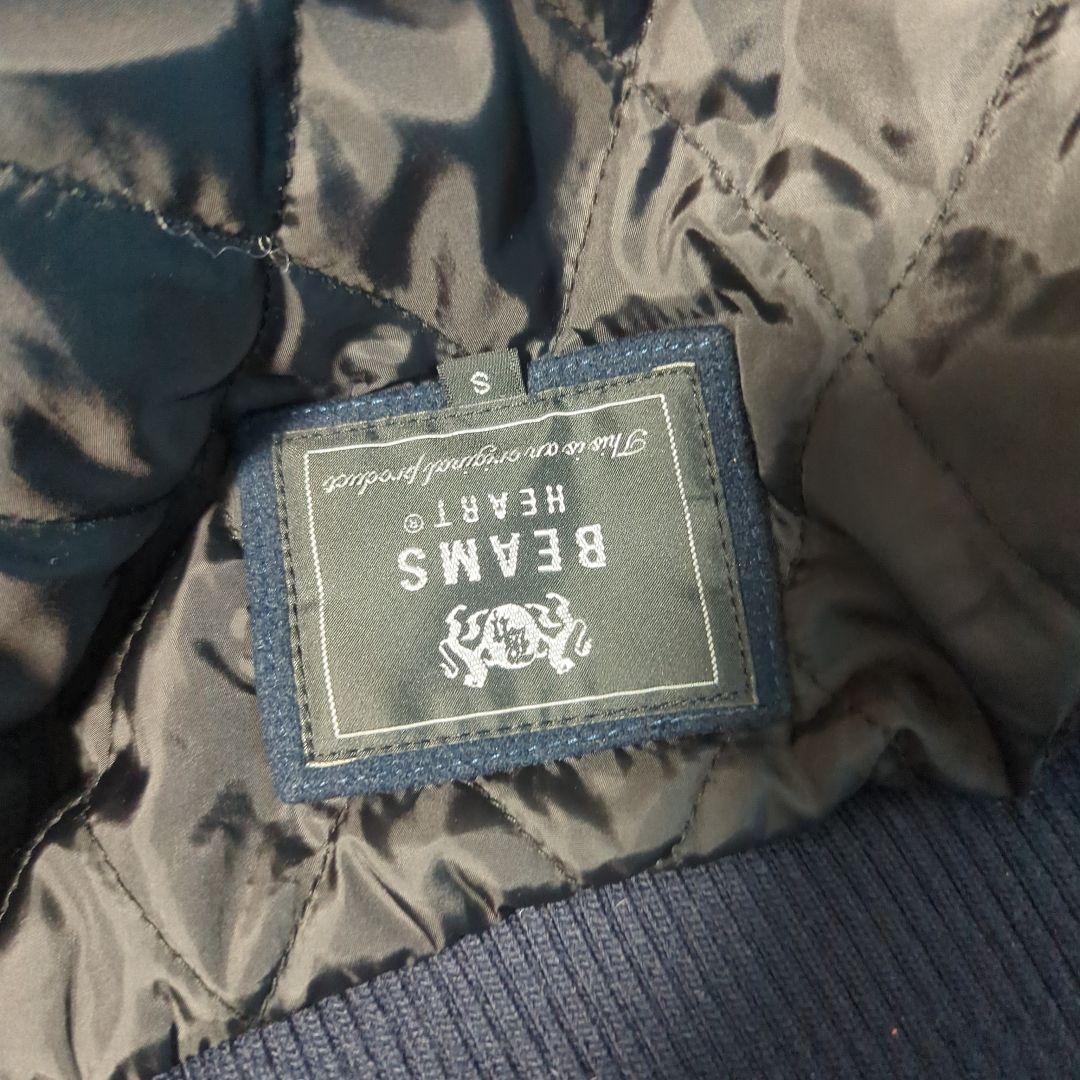 BEAMS
HEART®
This is an original product
S